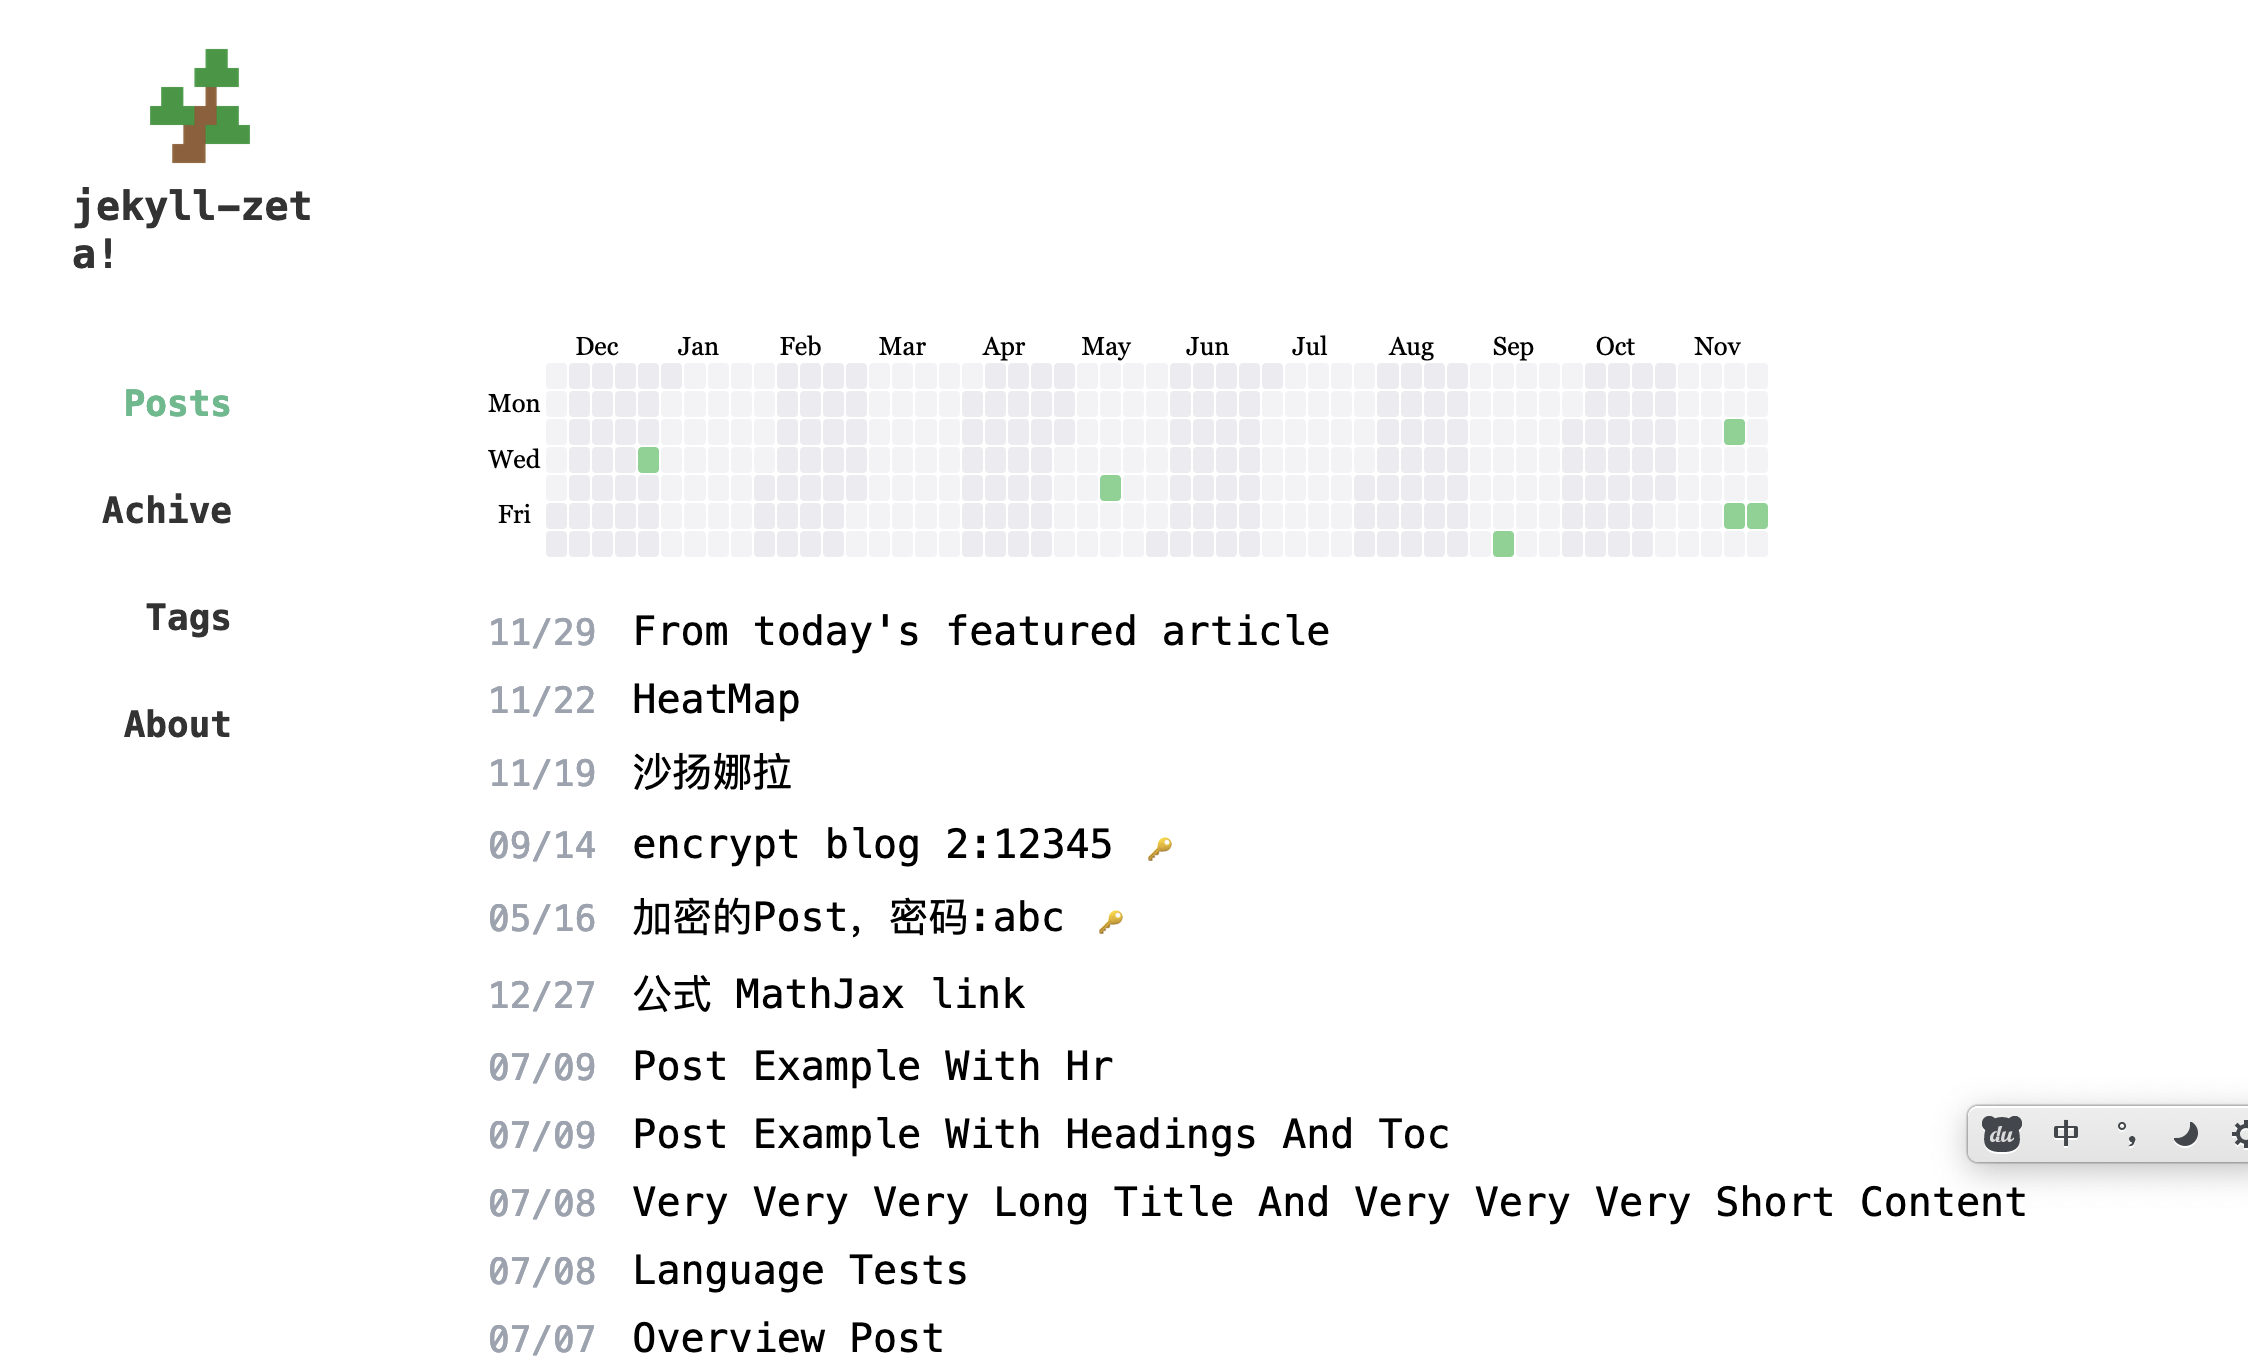 jekyll-zet
a!
Posts
Achive
Tags
About
Dec Jan Feb Mar Apr May Jun Jul Aug Sep Oct Nov
Mon
Wed
Fri
11/29 From today's featured article
11/22 HeatMap
11/19 沙扬娜拉
09/14 encrypt blog 2:12345
05/16 加密的Post，密码:abc
12/27 公式 MathJax link
07/09 Post Example With Hr
07/09 Post Example With Headings And Toc
07/08 Very Very Very Long Title And Very Very Very Short Content
07/08 Language Tests
07/07 Overview Post
du 中 °,